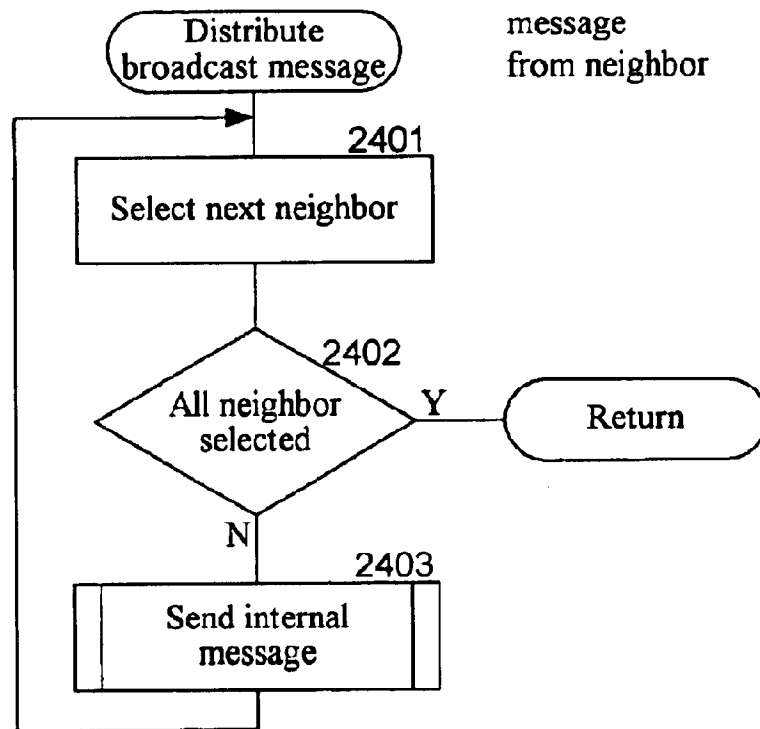 Distribute
broadcast message
message
from neighbor
2401
Select next neighbor
2402
All neighbor
selected
Y
Return
N
2403
Send internal
message